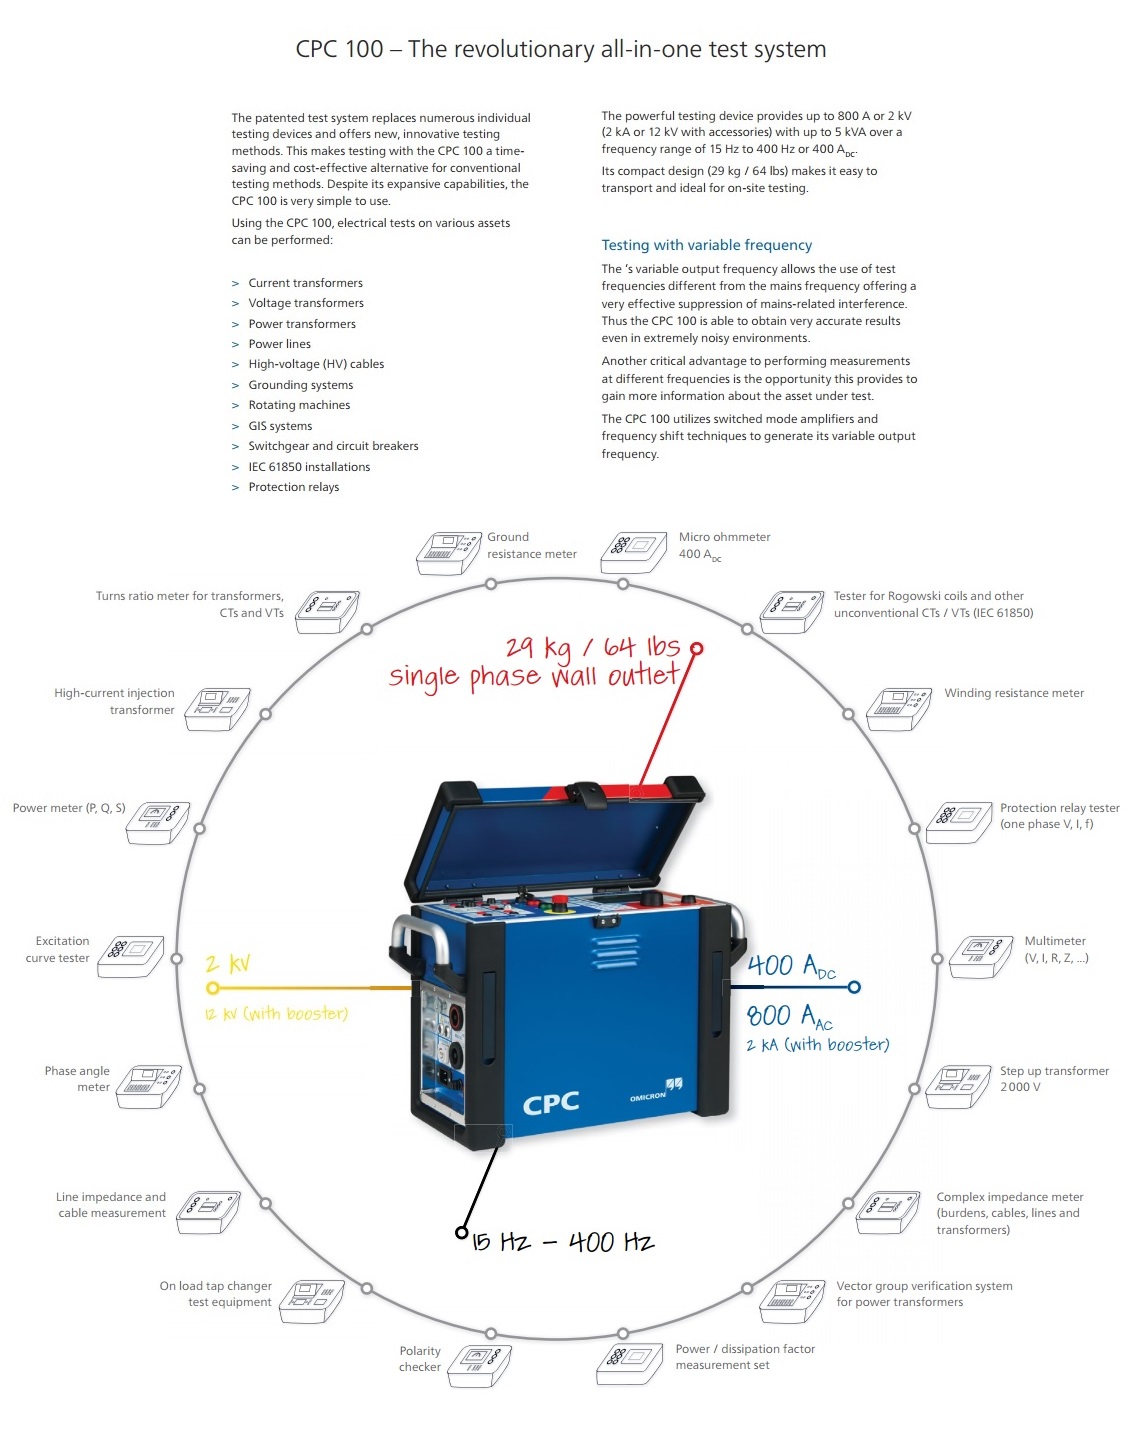 CPC 100 – The revolutionary all-in-one test system
The patented test system replaces numerous individual
testing devices and offers new, innovative testing
methods. This makes testing with the CPC 100 a time-
saving and cost-effective alternative for conventional
testing methods. Despite its expansive capabilities, the
CPC 100 is very simple to use.
Using the CPC 100, electrical tests on various assets
can be performed:
> Current transformers
> Voltage transformers
> Power transformers
> Power lines
> High-voltage (HV) cables
> Grounding systems
> Rotating machines
> GIS systems
> Switchgear and circuit breakers
> IEC 61850 installations
> Protection relays
The powerful testing device provides up to 800 A or 2 kV
(2 kA or 12 kV with accessories) with up to 5 kVA over a
frequency range of 15 Hz to 400 Hz or 400 ADC.
Its compact design (29 kg / 64 lbs) makes it easy to
transport and ideal for on-site testing.
Testing with variable frequency
The 's variable output frequency allows the use of test
frequencies different from the mains frequency offering a
very effective suppression of mains-related interference.
Thus the CPC 100 is able to obtain very accurate results
even in extremely noisy environments.
Another critical advantage to performing measurements
at different frequencies is the opportunity this provides to
gain more information about the asset under test.
The CPC 100 utilizes switched mode amplifiers and
frequency shift techniques to generate its variable output
frequency.
Ground
resistance meter
Micro ohmmeter
400 ADC
Turns ratio meter for transformers,
CTs and VTs
Tester for Rogowski coils and other
unconventional CTs / VTs (IEC 61850)
29 kg / 64 lbs
single phase wall outlet
High-current injection
transformer
Winding resistance meter
Power meter (P, Q, S)
Protection relay tester
(one phase V, I, f)
Excitation
curve tester
Multimeter
(V, I, R, Z, ...)
2 kV
12 kV (with booster)
400 ADC
800 AAC
2 kA (with booster)
Phase angle
meter
Step up transformer
2 000 V
CPC
OMICRON
Line impedance and
cable measurement
Complex impedance meter
(burdens, cables, lines and
transformers)
15 Hz – 400 Hz
On load tap changer
test equipment
Vector group verification system
for power transformers
Polarity
checker
Power / dissipation factor
measurement set